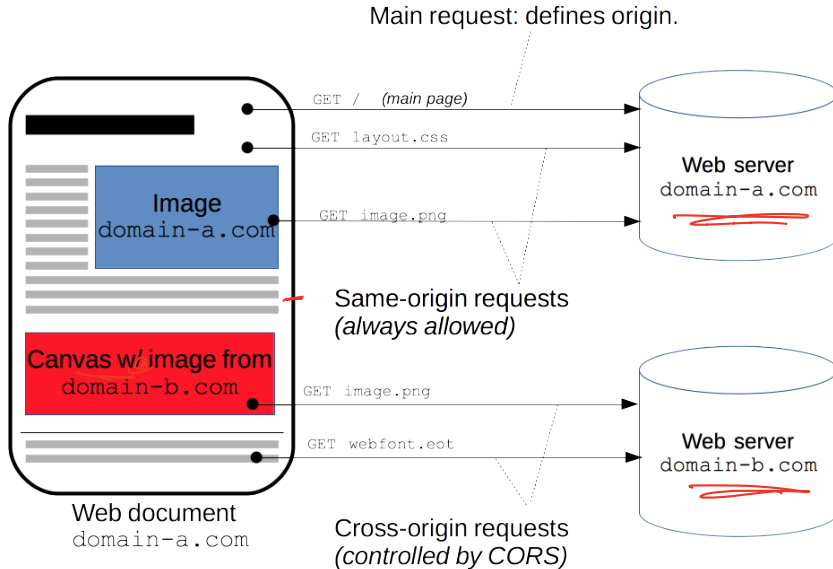 Main request: defines origin.
GET / (main page)
GET layout.css
Web server
domain-a.com
Image
domain-a.com
GET image.png
Same-origin requests
(always allowed)
Canvas w/ image from
domain-b.com
GET image.png
GET webfont.eot
Web server
domain-b.com
Web document
domain-a.com
Cross-origin requests
(controlled by CORS)